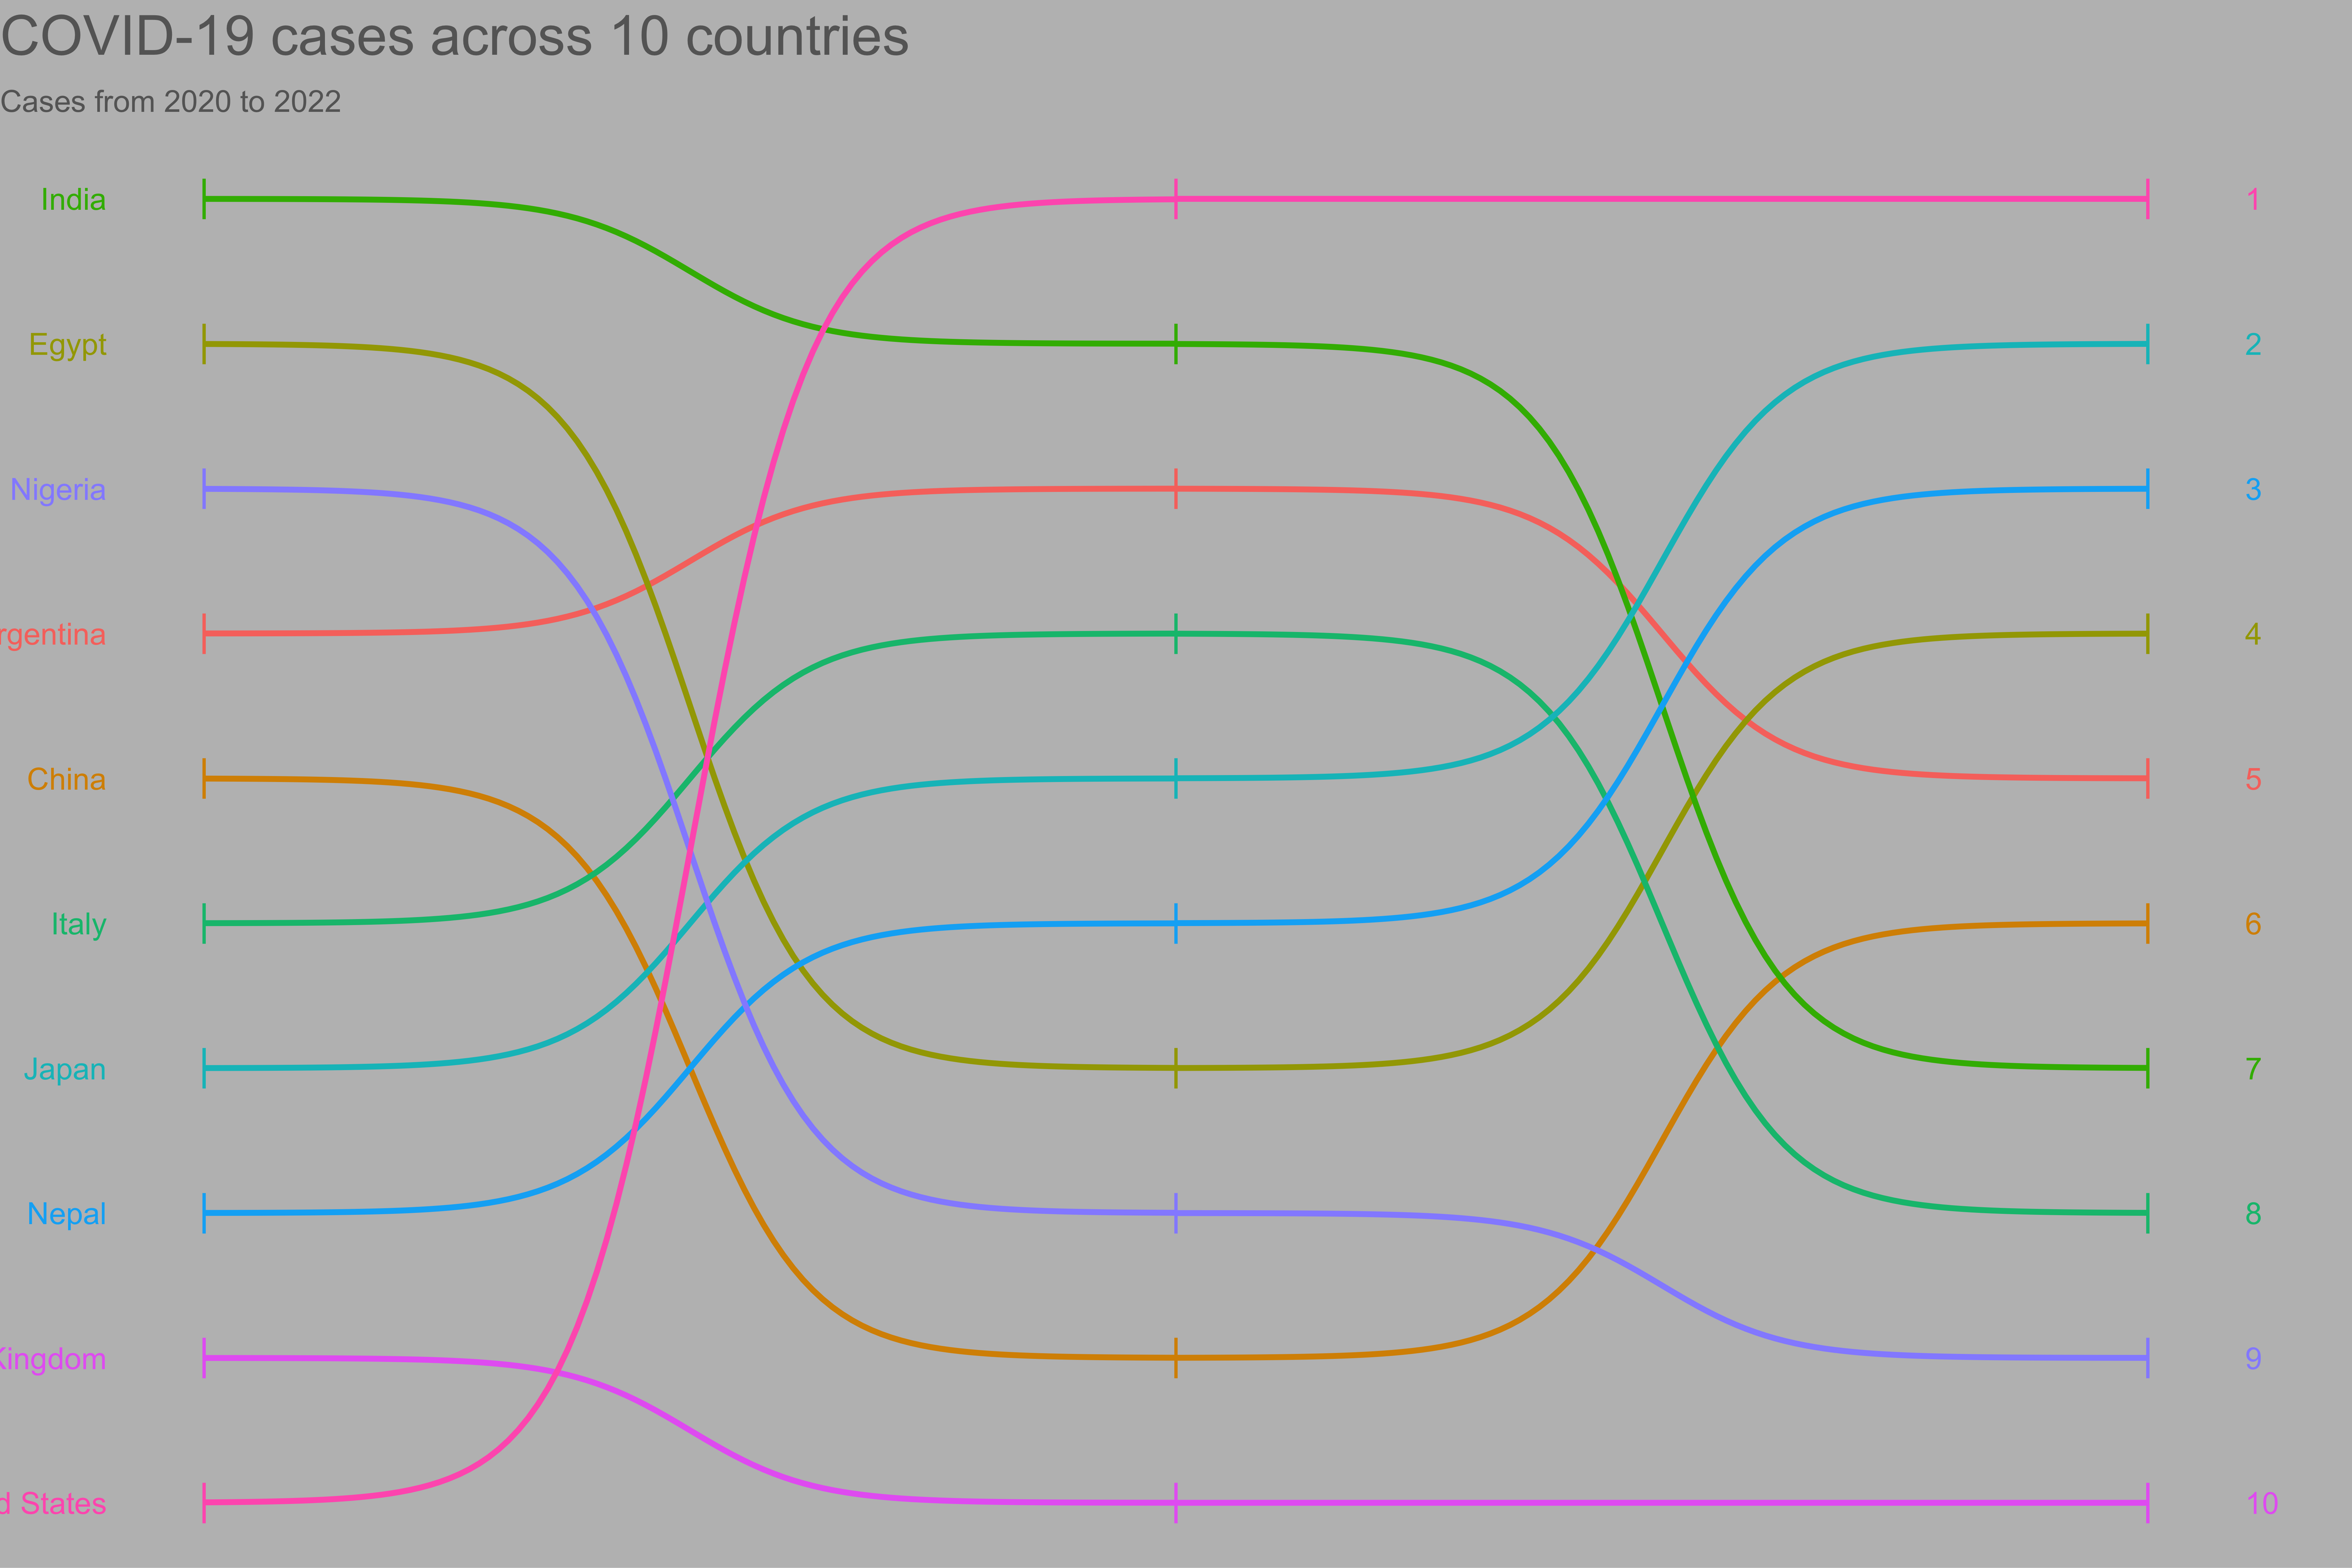 COVID-19 cases across 10 countries
Cases from 2020 to 2022
India 1
Egypt 2
Nigeria 3
rgentina 4
China 5
Italy 6
Japan 7
Nepal 8
Kingdom 9
d States 10